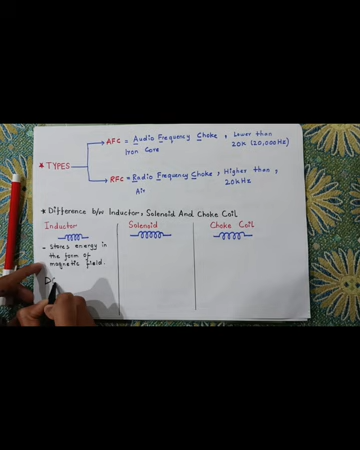 AFC = Audio Frequency Choke, Lower than
Iron Core
20K (20,000Hz)
* TYPES
RFC = Radio Frequency Choke, Higher than,
Air
20KHz
* Difference b/w Inductor, Solenoid And Choke Coil
Inductor
Solenoid
Choke Coil
- stores energy in
the form of
magnetic field.